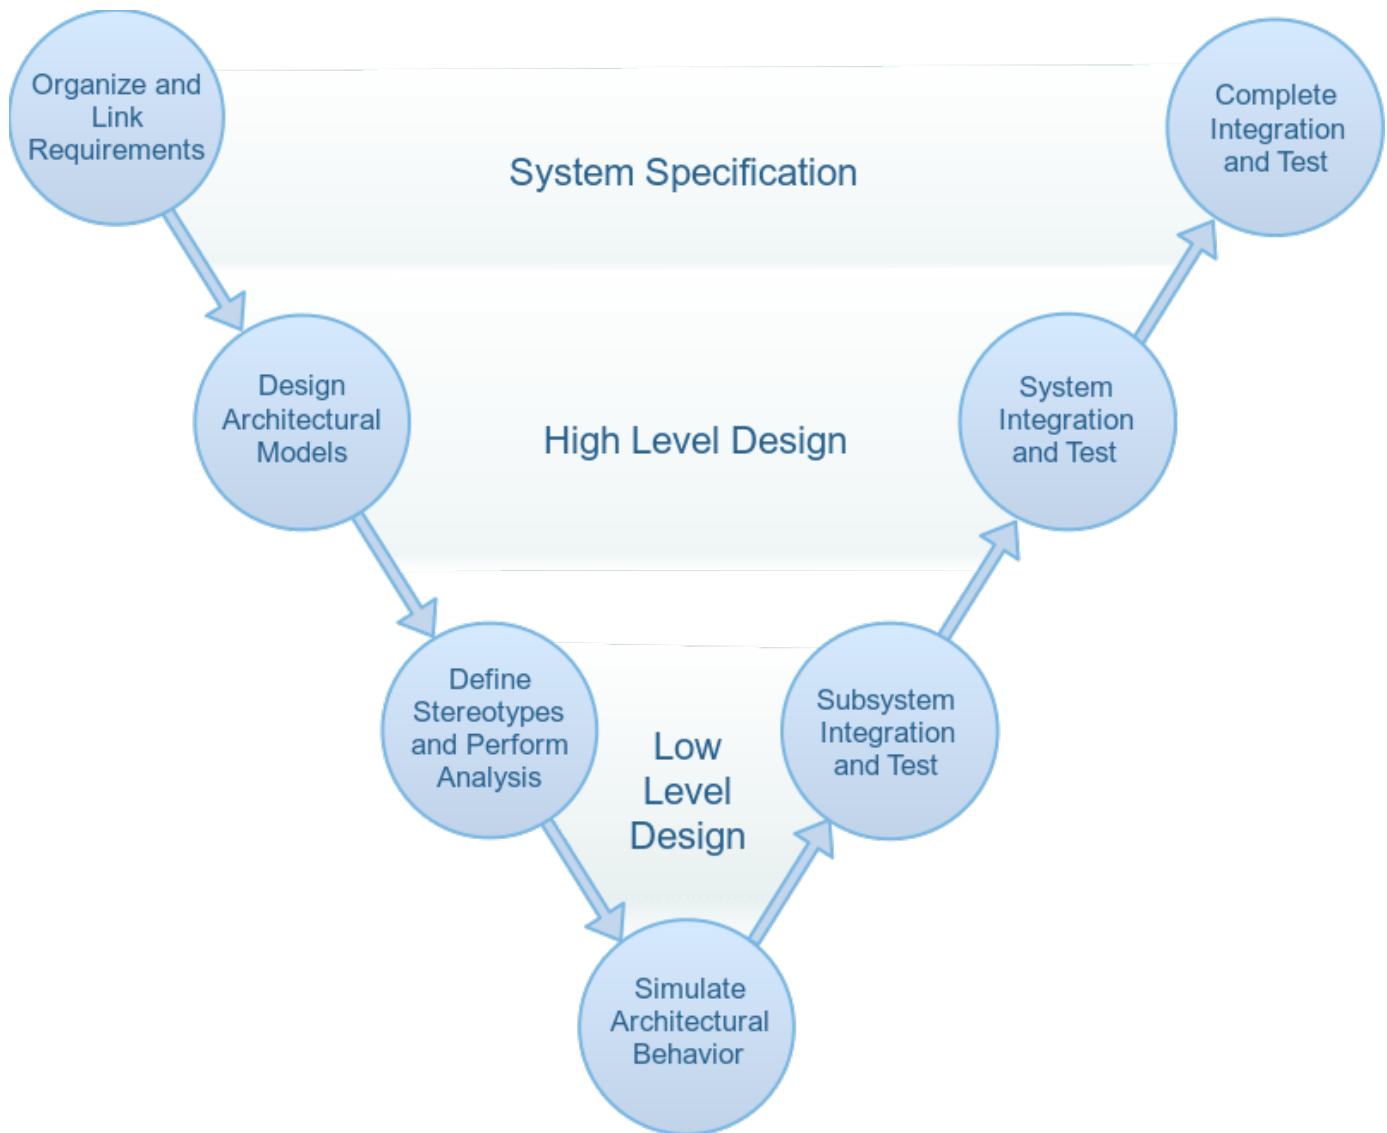 Organize and
Link
Requirements
Complete
Integration
and Test
System Specification
Design
Architectural
Models
High Level Design
System
Integration
and Test
Define
Stereotypes
and Perform
Analysis
Low
Level
Design
Subsystem
Integration
and Test
Simulate
Architectural
Behavior